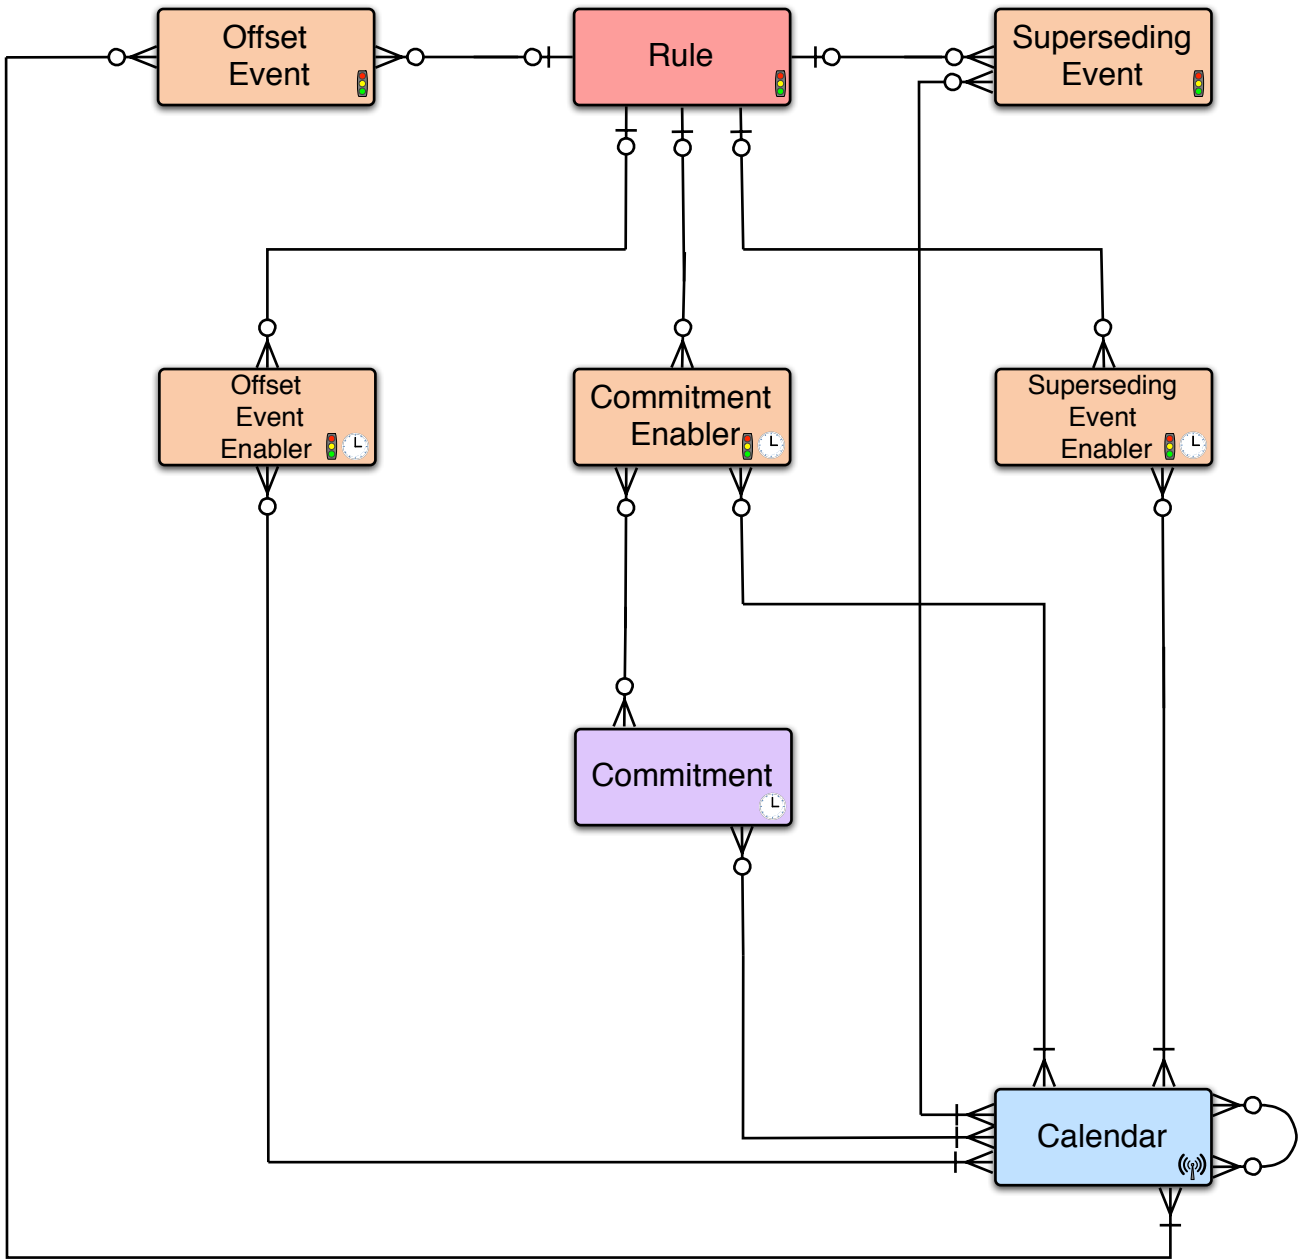 Offset
Event
Rule
Superseding
Event
Offset
Event
Enabler
Commitment
Enabler
Superseding
Event
Enabler
Commitment
Calendar